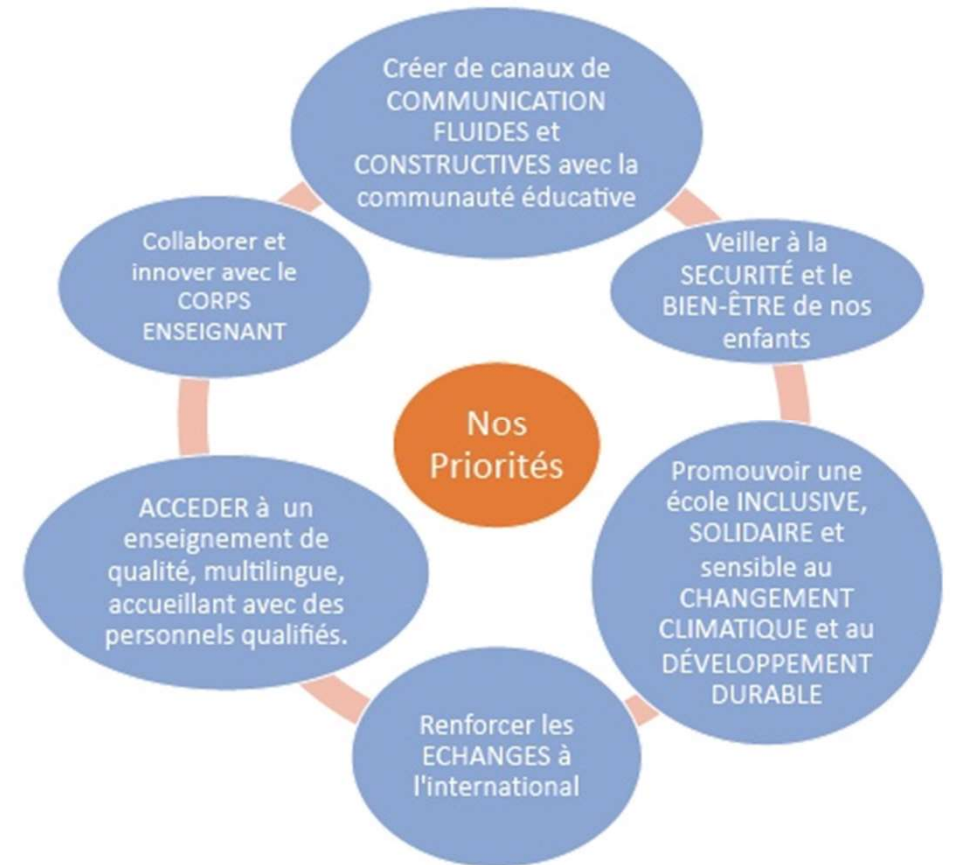 Créer de canaux de
COMMUNICATION
FLUIDES et
CONSTRUCTIVES avec la
communauté éducative
Veiller à la
SECURITÉ et le
BIEN-ÊTRE de nos
enfants
Promouvoir une
école INCLUSIVE,
SOLIDAIRE et
sensible au
CHANGEMENT
CLIMATIQUE et au
DÉVELOPPEMENT
DURABLE
Renforcer les
ECHANGES à
l'international
ACCEDER à un
enseignement de
qualité, multilingue,
accueillant avec des
personnels qualifiés.
Collaborer et
innover avec le
CORPS
ENSEIGNANT
Nos
Priorités